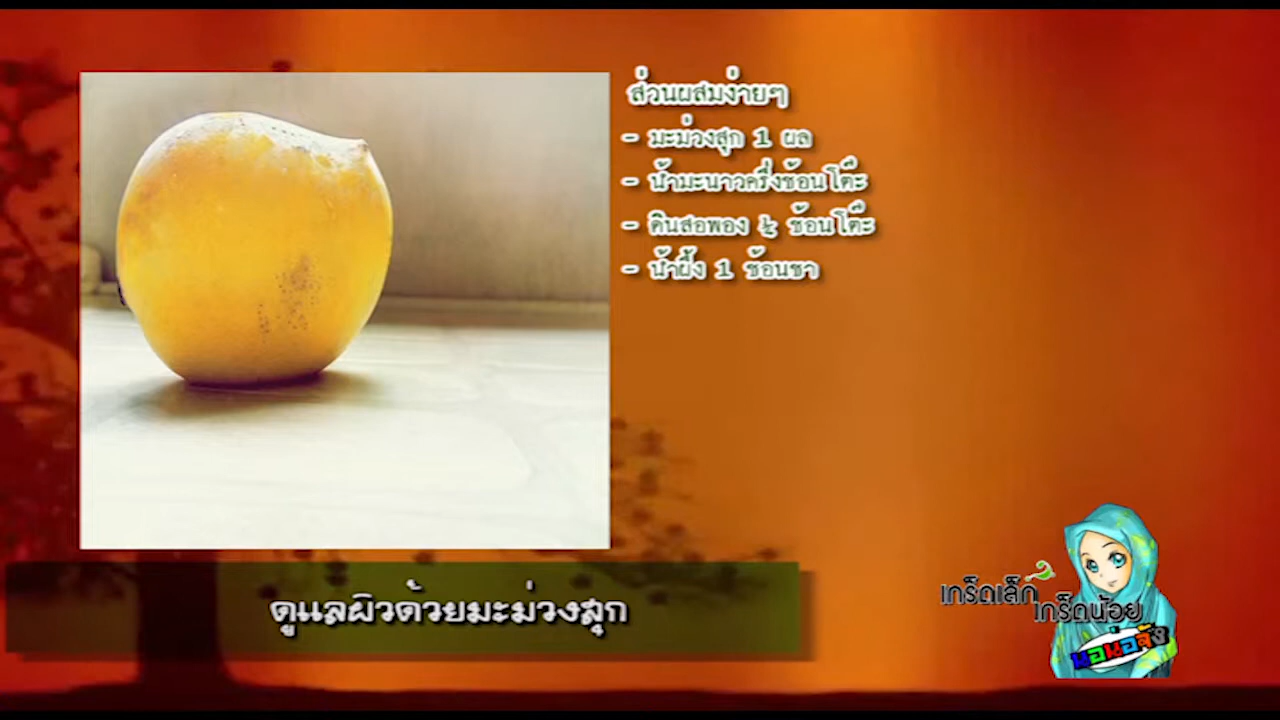 ส่วนผสมง่ายๆ
- มะม่วงสุก 1 ผล
- น้ำมะนาวครึ่งช้อนโต๊ะ
- ดินสอพอง ½ ช้อนโต๊ะ
- น้ำผึ้ง 1 ช้อนชา
ดูแลผิวด้วยมะม่วงสุก
เกร็ดเล็ก
เกร็ดน้อย